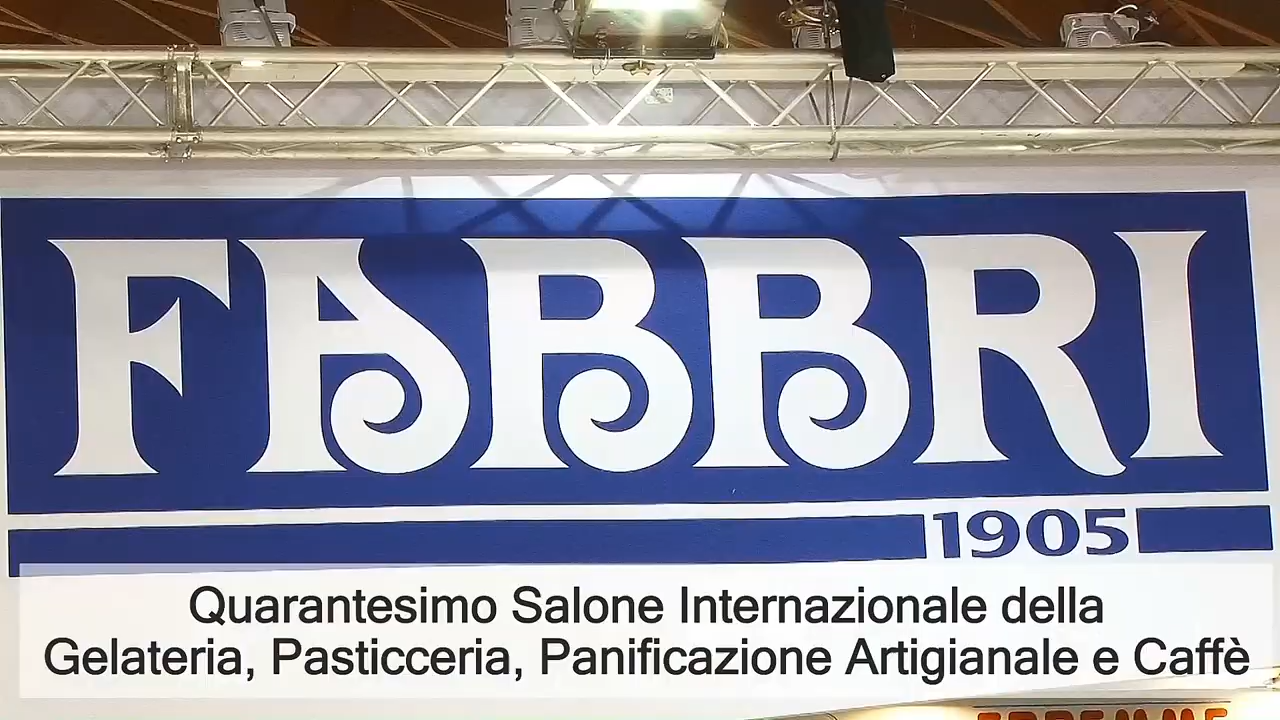 FABBRI
1905
Quarantesimo Salone Internazionale della
Gelateria, Pasticceria, Panificazione Artigianale e Caffè